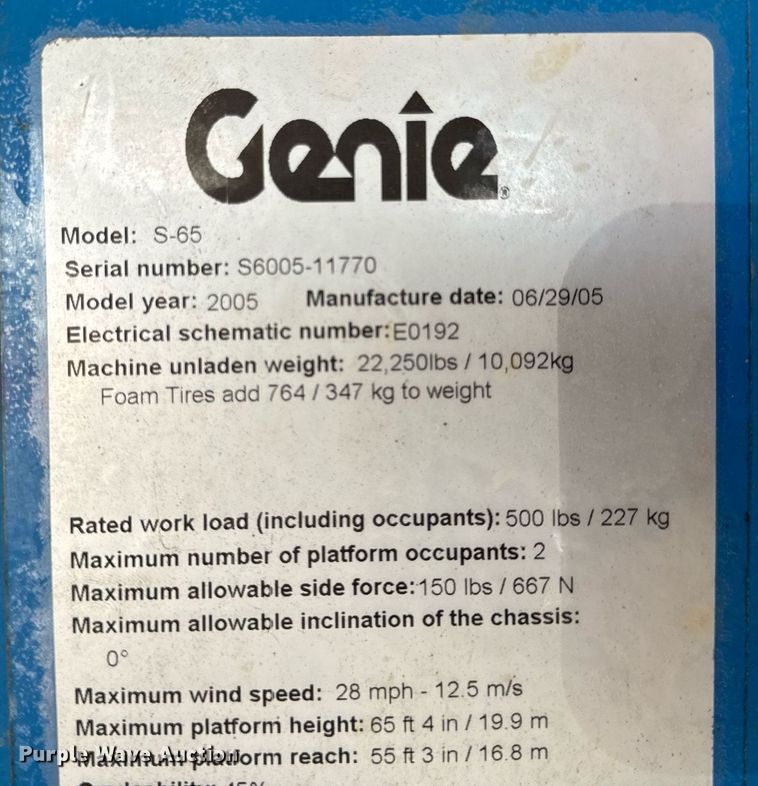 Genie®
Model: S-65
Serial number: S6005-11770
Model year: 2005 Manufacture date: 06/29/05
Electrical schematic number:E0192
Machine unladen weight: 22,250lbs / 10,092kg
Foam Tires add 764 / 347 kg to weight
Rated work load (including occupants): 500 lbs / 227 kg
Maximum number of platform occupants: 2
Maximum allowable side force:150 lbs / 667 N
Maximum allowable inclination of the chassis:
0°
Maximum wind speed: 28 mph - 12.5 m/s
Maximum platform height: 65 ft 4 in / 19.9 m
Maximum platform reach: 55 ft 3 in / 16.8 m
Purple Wave Auction